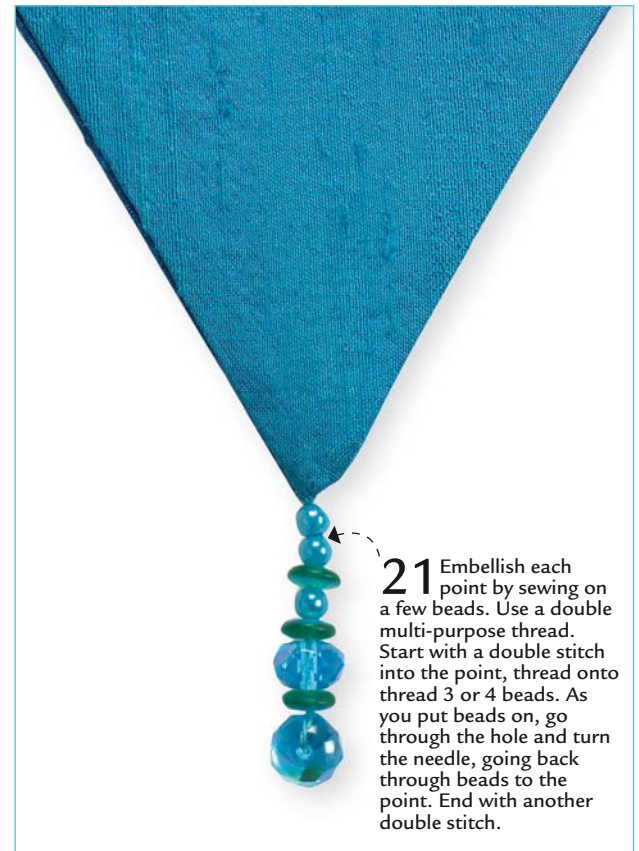 21 Embellish each
point by sewing on
a few beads. Use a double
multi-purpose thread.
Start with a double stitch
into the point, thread onto
thread 3 or 4 beads. As
you put beads on, go
through the hole and turn
the needle, going back
through beads to the
point. End with another
double stitch.